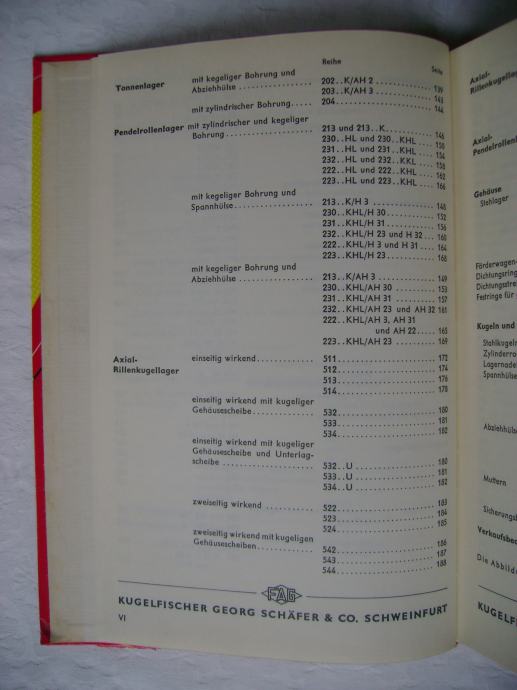 Reihe Seite
Tonnenlager mit kegeliger Bohrung und
Abziehhülse 202..K/AH 2 139
203..K/AH 3 143
mit zylindrischer Bohrung 204 144
Pendelrollenlager mit zylindrischer und kegeliger
Bohrung 213 und 213..K 146
230..HL und 230..KHL 150
231..HL und 231..KHL 154
232..HL und 232..KKL 158
222..HL und 222..KHL 162
223..HL und 223..KHL 166
mit kegeliger Bohrung und
Spannhülse 213..K/H 3 148
230..KHL/H 30 152
231..KHL/H 31 156
232..KHL/H 23 und H 32 160
222..KHL/H 3 und H 31 164
223..KHL/H 23 168
mit kegeliger Bohrung und
Abziehhülse 213..K/AH 3 149
230..KHL/AH 30 153
231..KHL/AH 31 157
232..KHL/AH 23 und AH 32 161
222..KHL/AH 3, AH 31
und AH 22 165
223..KHL/AH 23 169
Axial-
Rillenkugellager einseitig wirkend 511 172
512 174
513 176
514 178
einseitig wirkend mit kugeliger
Gehäusescheibe 532 180
533 181
534 182
einseitig wirkend mit kugeliger
Gehäusescheibe und Unterlag-
scheibe 532..U 180
533..U 181
534..U 182
zweiseitig wirkend 522 183
523 184
524 185
zweiseitig wirkend mit kugeligen
Gehäusescheiben 542 186
543 187
544 188
FAG
KUGELFISCHER GEORG SCHÄFER & CO. SCHWEINFURT
VI
Axial-
Rillenkugellager
Axial-
Pendelrollen
Gehäuse
Stehlager
Förderwagen-
Dichtungsring
Dichtungsstre
Festringe für
Kugeln und
Stahlkugeln
Zylinderro
Lagernade
Spannhülse
Abziehhüls
Muttern
Sicherungs
Verkaufsbed
Die Abbild
KUGELF